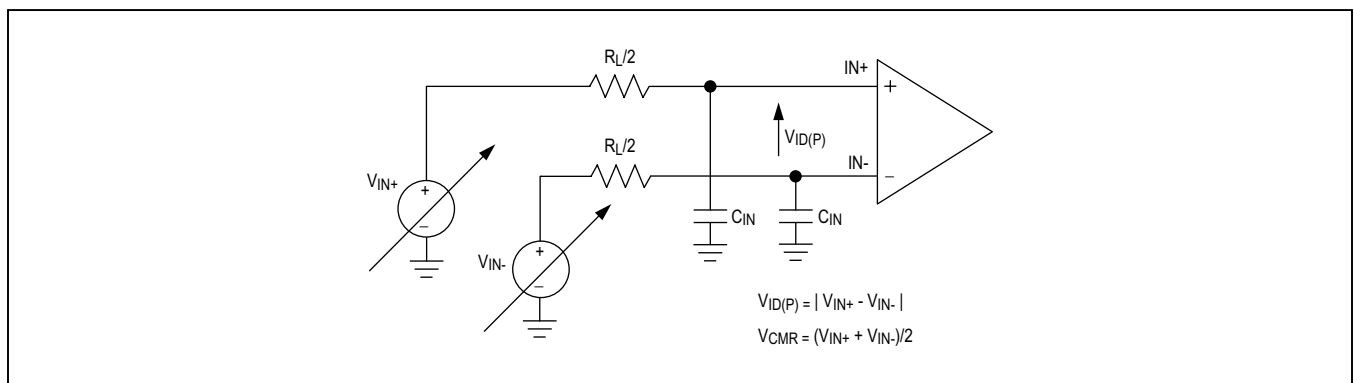 RL/2
IN+
+
VID(P)
RL/2
IN-
−
VIN+
+
−
CIN
CIN
VIN-
+
−
VID(P) = | VIN+ - VIN- |
VCMR = (VIN+ + VIN-)/2